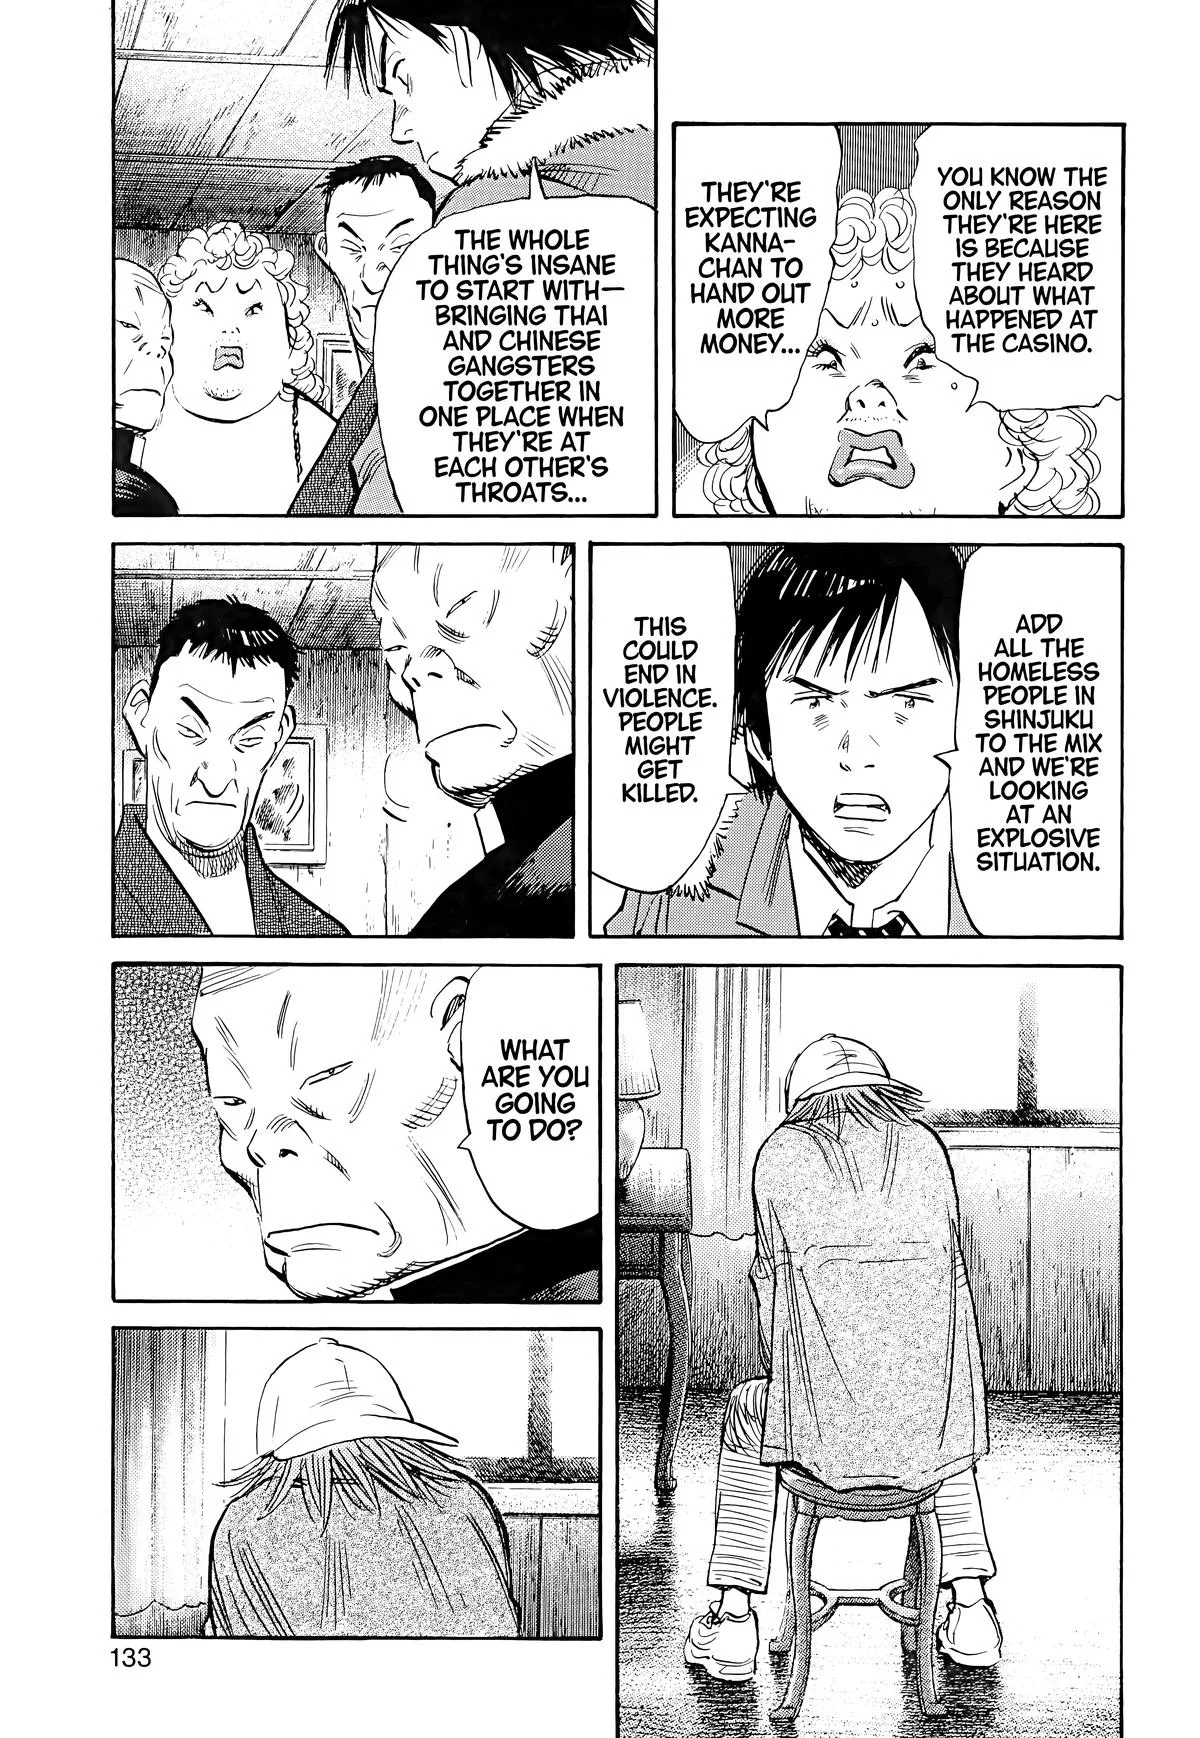 YOU KNOW THE
ONLY REASON
THEY'RE HERE
IS BECAUSE
THEY HEARD
ABOUT WHAT
HAPPENED AT
THE CASINO.
THEY'RE
EXPECTING
KANNA-
CHAN TO
HAND OUT
MORE
MONEY...
THE WHOLE
THING'S INSANE
TO START WITH—
BRINGING THAI
AND CHINESE
GANGSTERS
TOGETHER IN
ONE PLACE WHEN
THEY'RE AT
EACH OTHER'S
THROATS...
ADD
ALL THE
HOMELESS
PEOPLE IN
SHINJUKU
TO THE MIX
AND WE'RE
LOOKING
AT AN
EXPLOSIVE
SITUATION.
THIS
COULD
END IN
VIOLENCE.
PEOPLE
MIGHT
GET
KILLED.
WHAT
ARE YOU
GOING
TO DO?
133